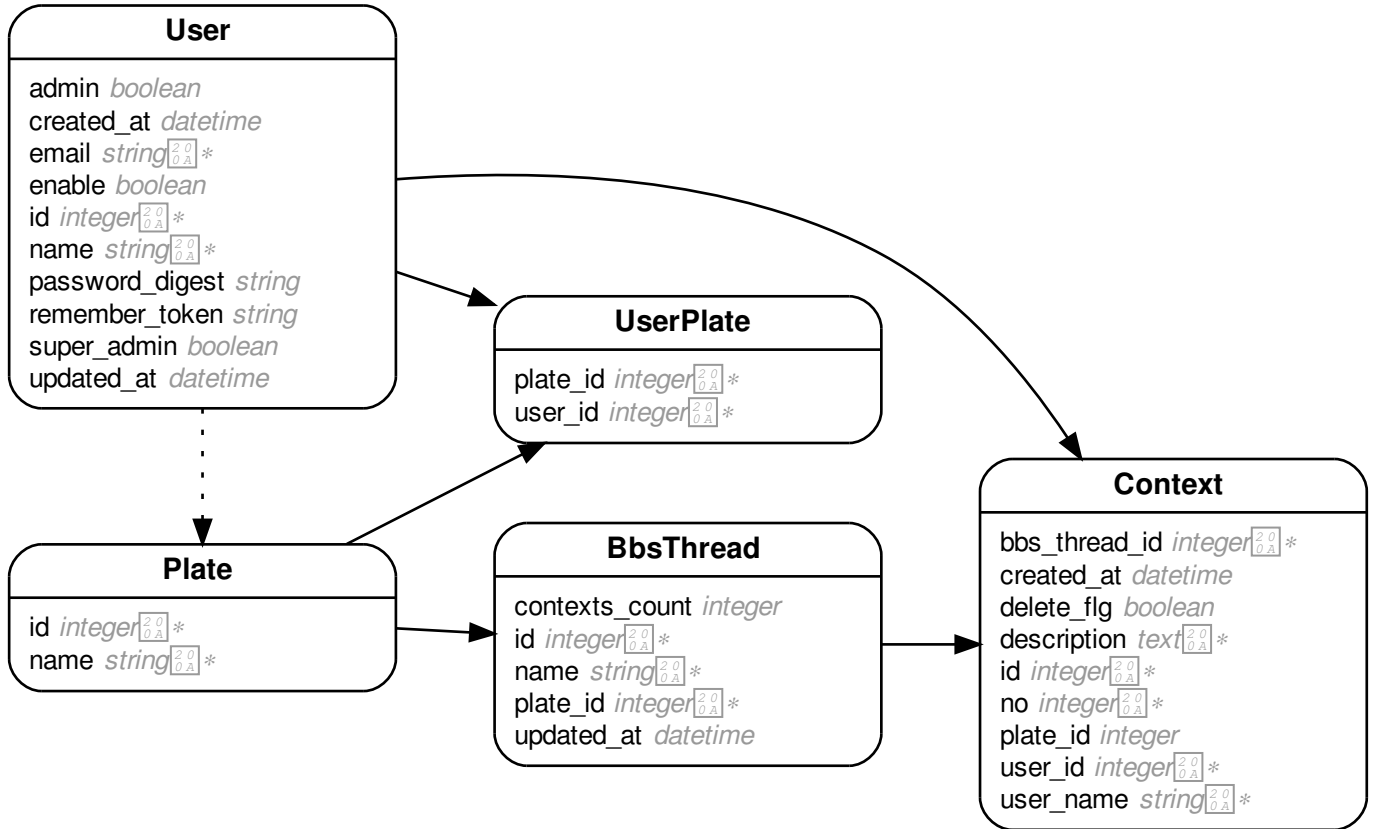 User
admin boolean
created_at datetime
email string *
enable boolean
id integer *
name string *
password_digest string
remember_token string
super_admin boolean
updated_at datetime
UserPlate
plate_id integer *
user_id integer *
Plate
id integer *
name string *
BbsThread
contexts_count integer
id integer *
name string *
plate_id integer *
updated_at datetime
Context
bbs_thread_id integer *
created_at datetime
delete_flg boolean
description text *
id integer *
no integer *
plate_id integer
user_id integer *
user_name string *